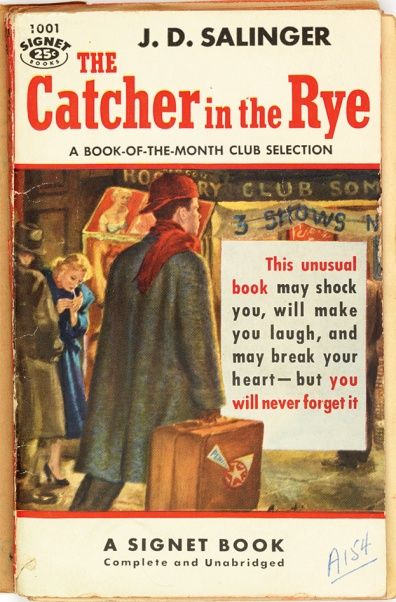 1001
SIGNET
25¢
BOOKS
J. D. SALINGER
THE
Catcher in the Rye
A BOOK-OF-THE-MONTH CLUB SELECTION
RY CLUB SOM
3 SHOWS N
This unusual
book may shock
you, will make
you laugh, and
may break your
heart—but you
will never forget it
A SIGNET BOOK
Complete and Unabridged
A154